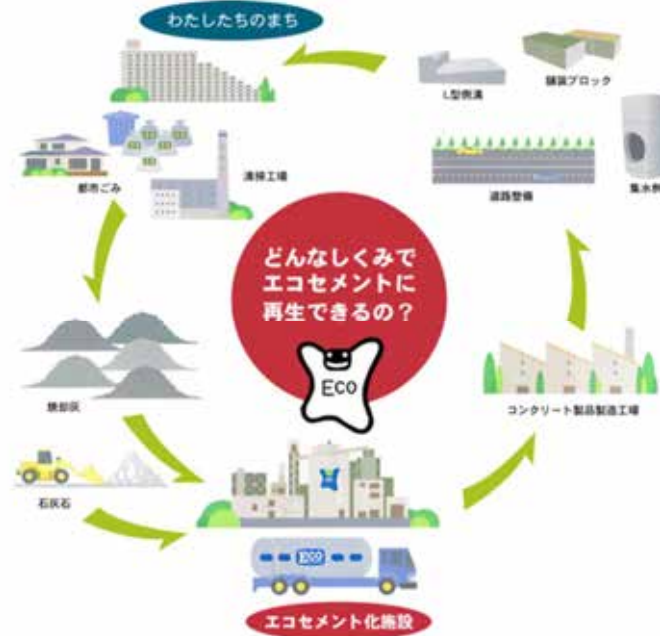 わたしたちのまち
舗装ブロック
L型側溝
都市ごみ
清掃工場
道路整備
集水桝
どんなしくみで
エコセメントに
再生できるの？
ECO
焼却灰
コンクリート製品製造工場
石灰石
ECO
エコセメント化施設